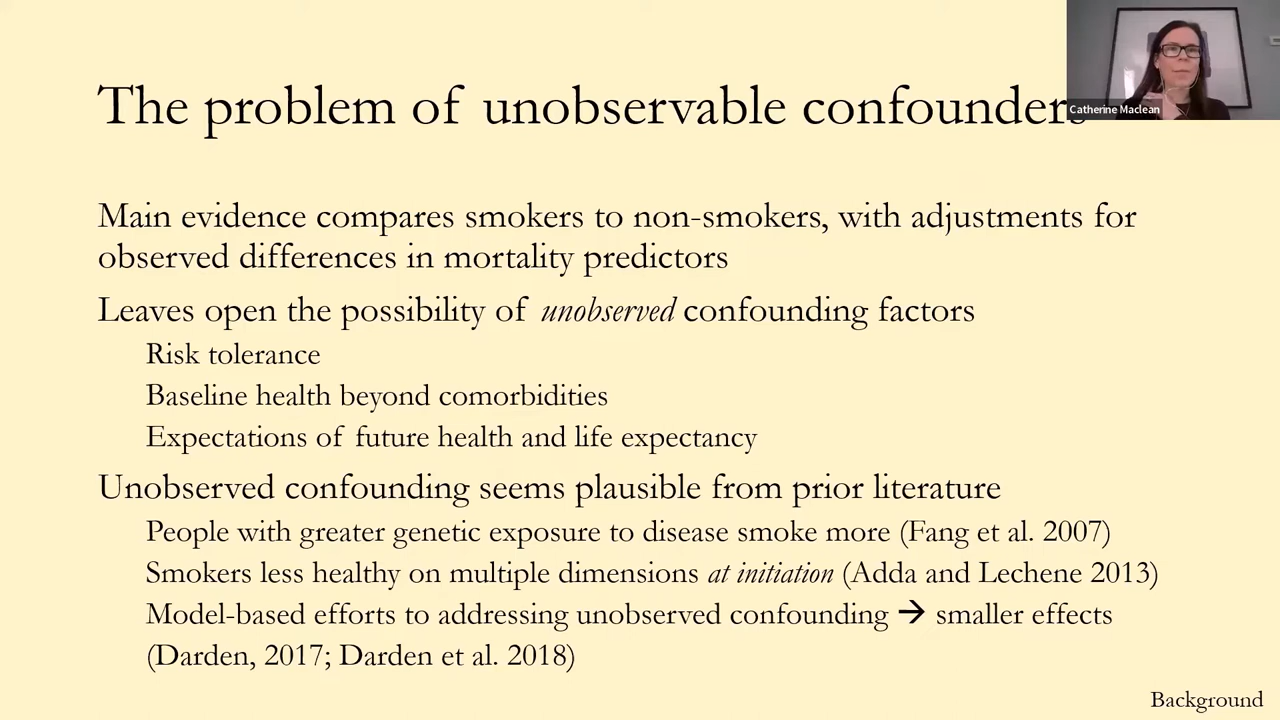 The problem of unobservable confounders
Catherine Maclean
Main evidence compares smokers to non-smokers, with adjustments for
observed differences in mortality predictors
Leaves open the possibility of unobserved confounding factors
Risk tolerance
Baseline health beyond comorbidities
Expectations of future health and life expectancy
Unobserved confounding seems plausible from prior literature
People with greater genetic exposure to disease smoke more (Fang et al. 2007)
Smokers less healthy on multiple dimensions at initiation (Adda and Lechene 2013)
Model-based efforts to addressing unobserved confounding → smaller effects
(Darden, 2017; Darden et al. 2018)
Background